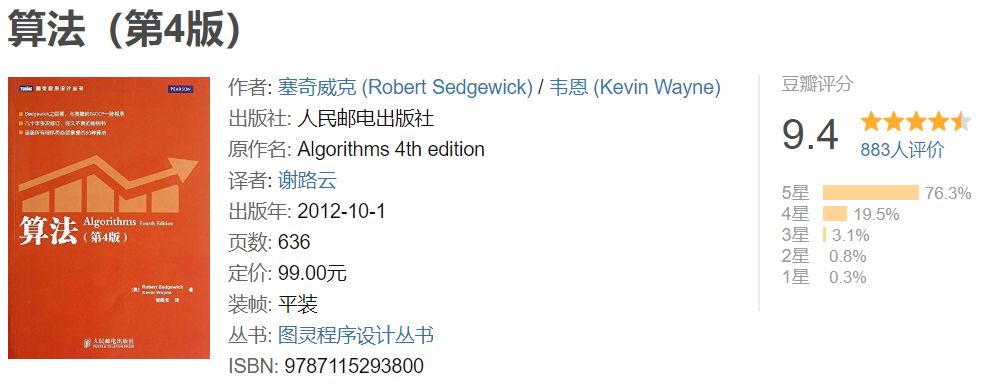 算法（第4版）
图灵程序设计丛书
PEARSON
算法
Algorithms Fourth Edition
（第4版）
[美] Robert Sedgewick
Kevin Wayne
著
谢路云 译
人民邮电出版社
POSTS & TELECOM PRESS
作者: 塞奇威克 (Robert Sedgewick) / 韦恩 (Kevin Wayne)
出版社: 人民邮电出版社
原作名: Algorithms 4th edition
译者: 谢路云
出版年: 2012-10-1
页数: 636
定价: 99.00元
装帧: 平装
丛书: 图灵程序设计丛书
ISBN: 9787115293800
豆瓣评分
9.4
883人评价
5星 76.3%
4星 19.5%
3星 3.1%
2星 0.8%
1星 0.3%